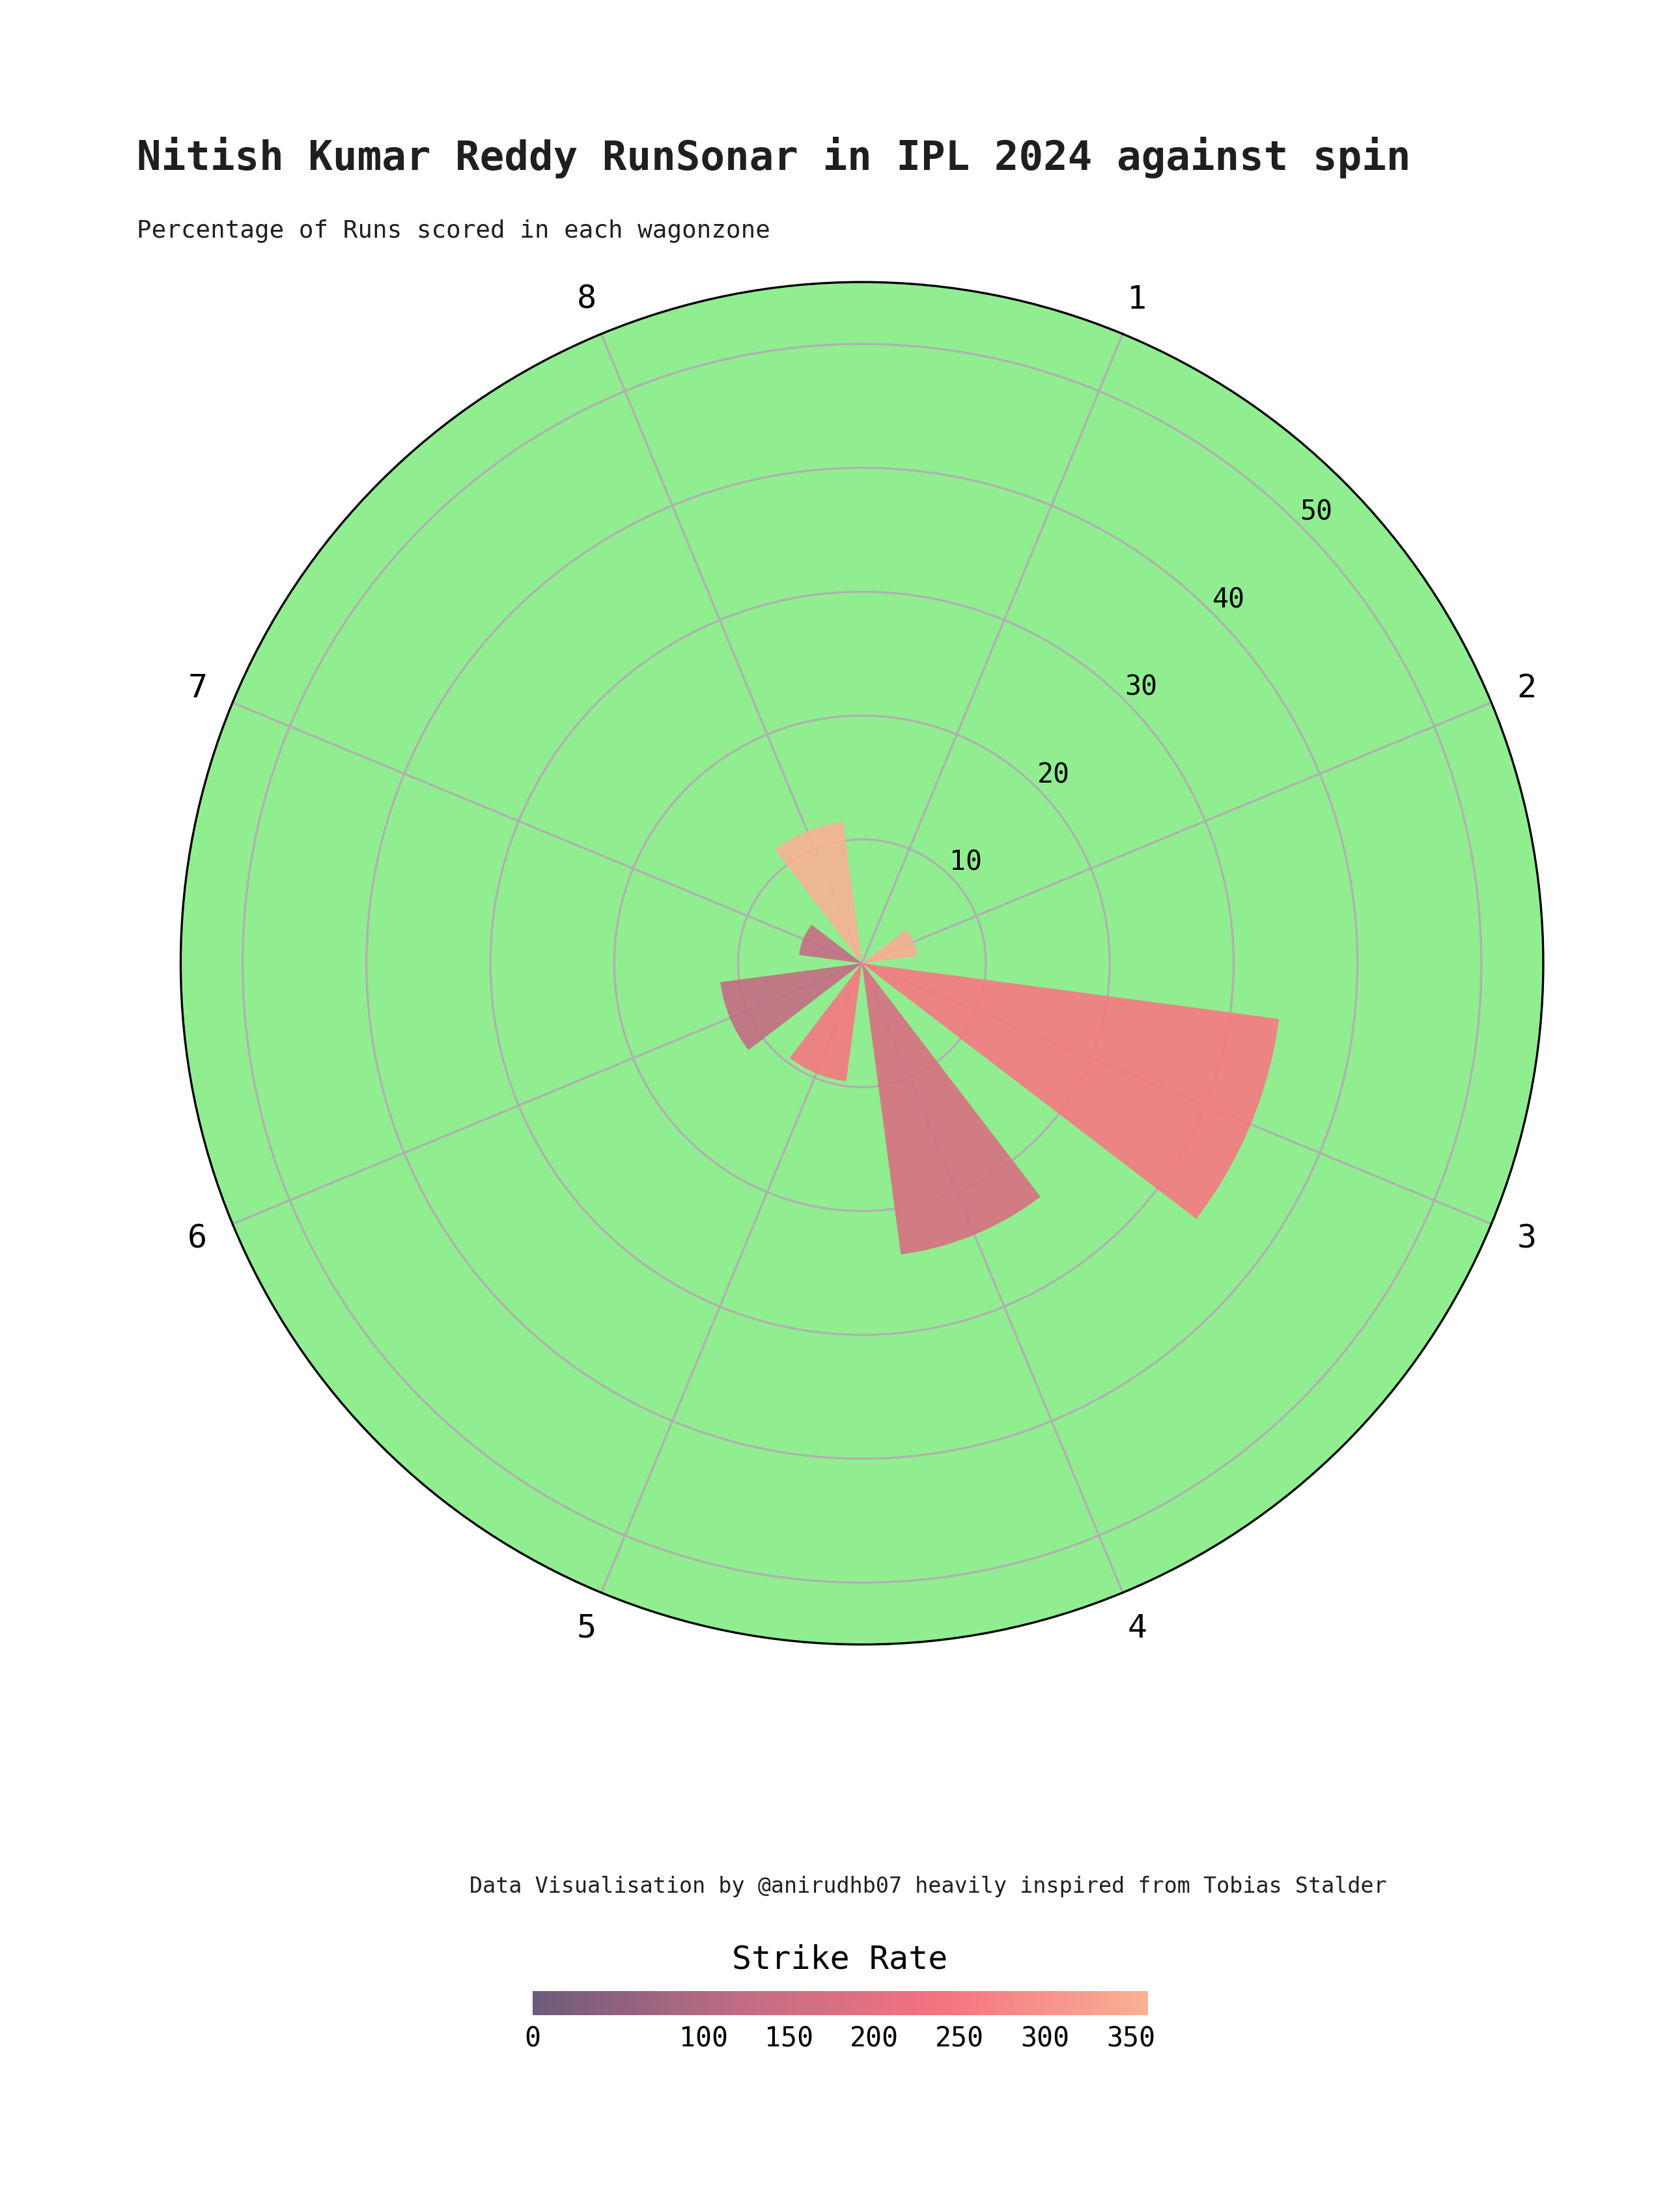 Nitish Kumar Reddy RunSonar in IPL 2024 against spin
Percentage of Runs scored in each wagonzone
8 1
50
40
7 30 2
20
10
6 3
5 4
Data Visualisation by @anirudhb07 heavily inspired from Tobias Stalder
Strike Rate
0 100 150 200 250 300 350